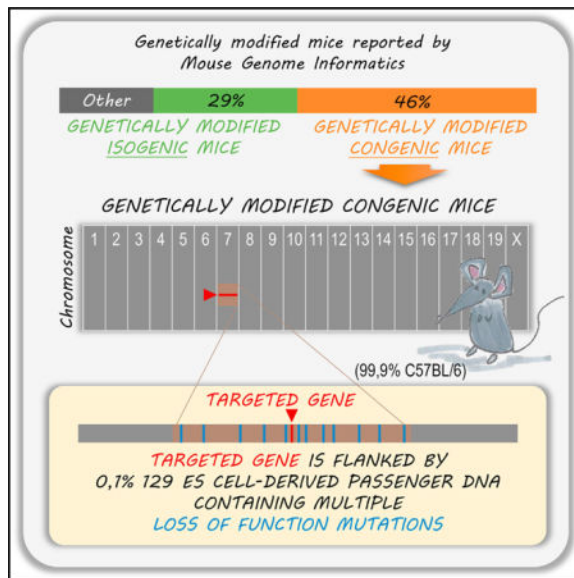 Genetically modified mice reported by
Mouse Genome Informatics
Other 29% 46%
GENETICALLY MODIFIED GENETICALLY MODIFIED
ISOGENIC MICE CONGENIC MICE
GENETICALLY MODIFIED CONGENIC MICE
Chromosome
1 2 3 4 5 6 7 8 9 10 11 12 13 14 15 16 17 18 19 X
(99,9% C57BL/6)
TARGETED GENE
TARGETED GENE IS FLANKED BY
0,1% 129 ES CELL-DERIVED PASSENGER DNA
CONTAINING MULTIPLE
LOSS OF FUNCTION MUTATIONS